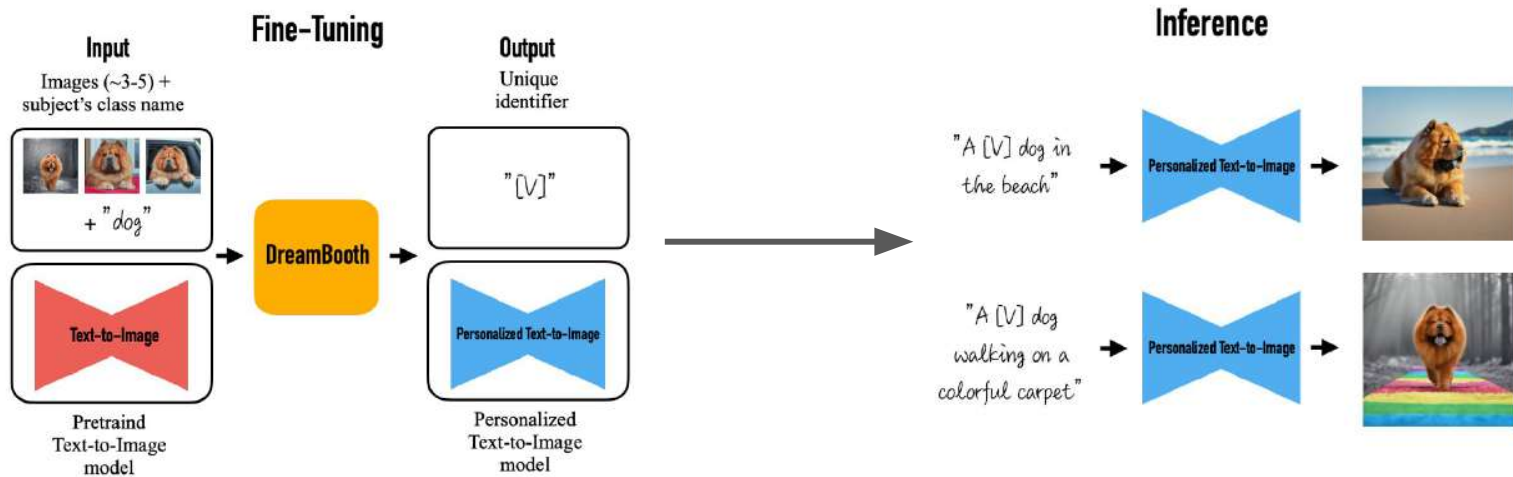 Fine-Tuning
Input
Images (~3-5) +
subject's class name
+ "dog"
Text-to-Image
Pretraind
Text-to-Image
model
DreamBooth
Output
Unique
identifier
"[V]"
Personalized Text-to-Image
Personalized
Text-to-Image
model
Inference
"A [V] dog in
the beach"
Personalized Text-to-Image
"A [V] dog
walking on a
colorful carpet"
Personalized Text-to-Image